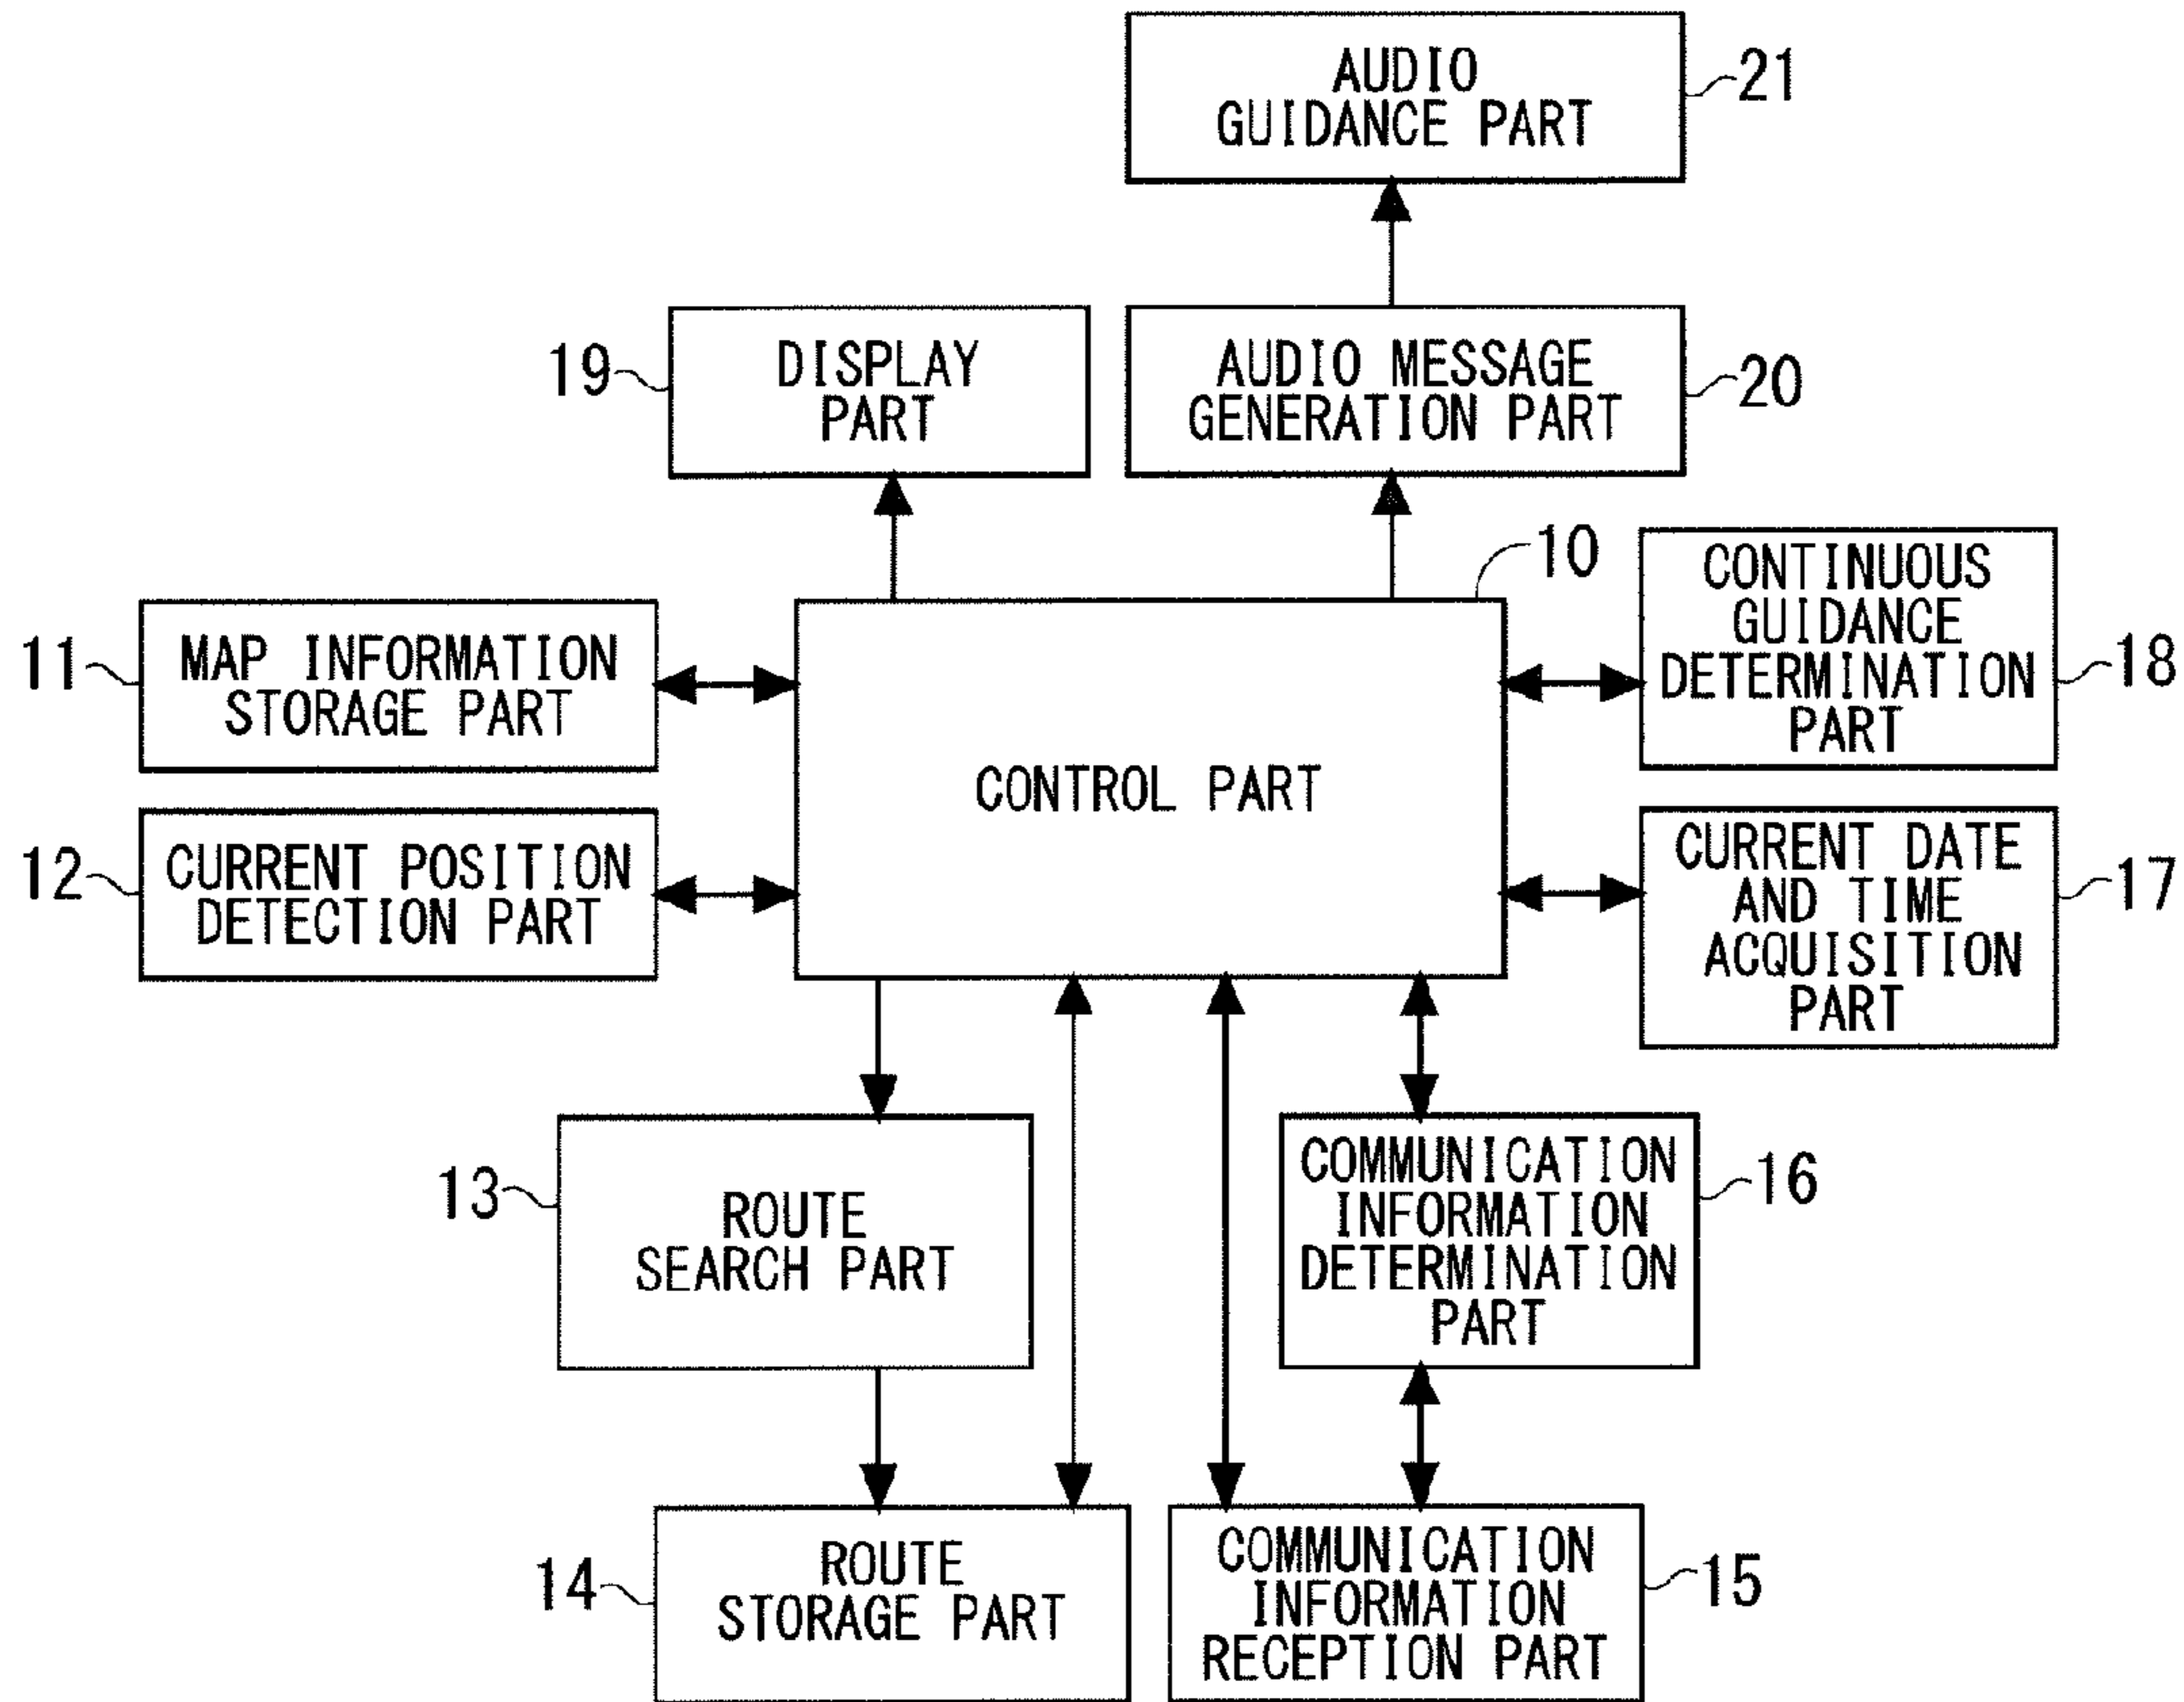 AUDIO
GUIDANCE PART
21
19
DISPLAY
PART
AUDIO MESSAGE
GENERATION PART
20
10
11
MAP INFORMATION
STORAGE PART
CONTROL PART
CONTINUOUS
GUIDANCE
DETERMINATION
PART
18
12
CURRENT POSITION
DETECTION PART
CURRENT DATE
AND TIME
ACQUISITION
PART
17
13
ROUTE
SEARCH PART
COMMUNICATION
INFORMATION
DETERMINATION
PART
16
14
ROUTE
STORAGE PART
COMMUNICATION
INFORMATION
RECEPTION PART
15